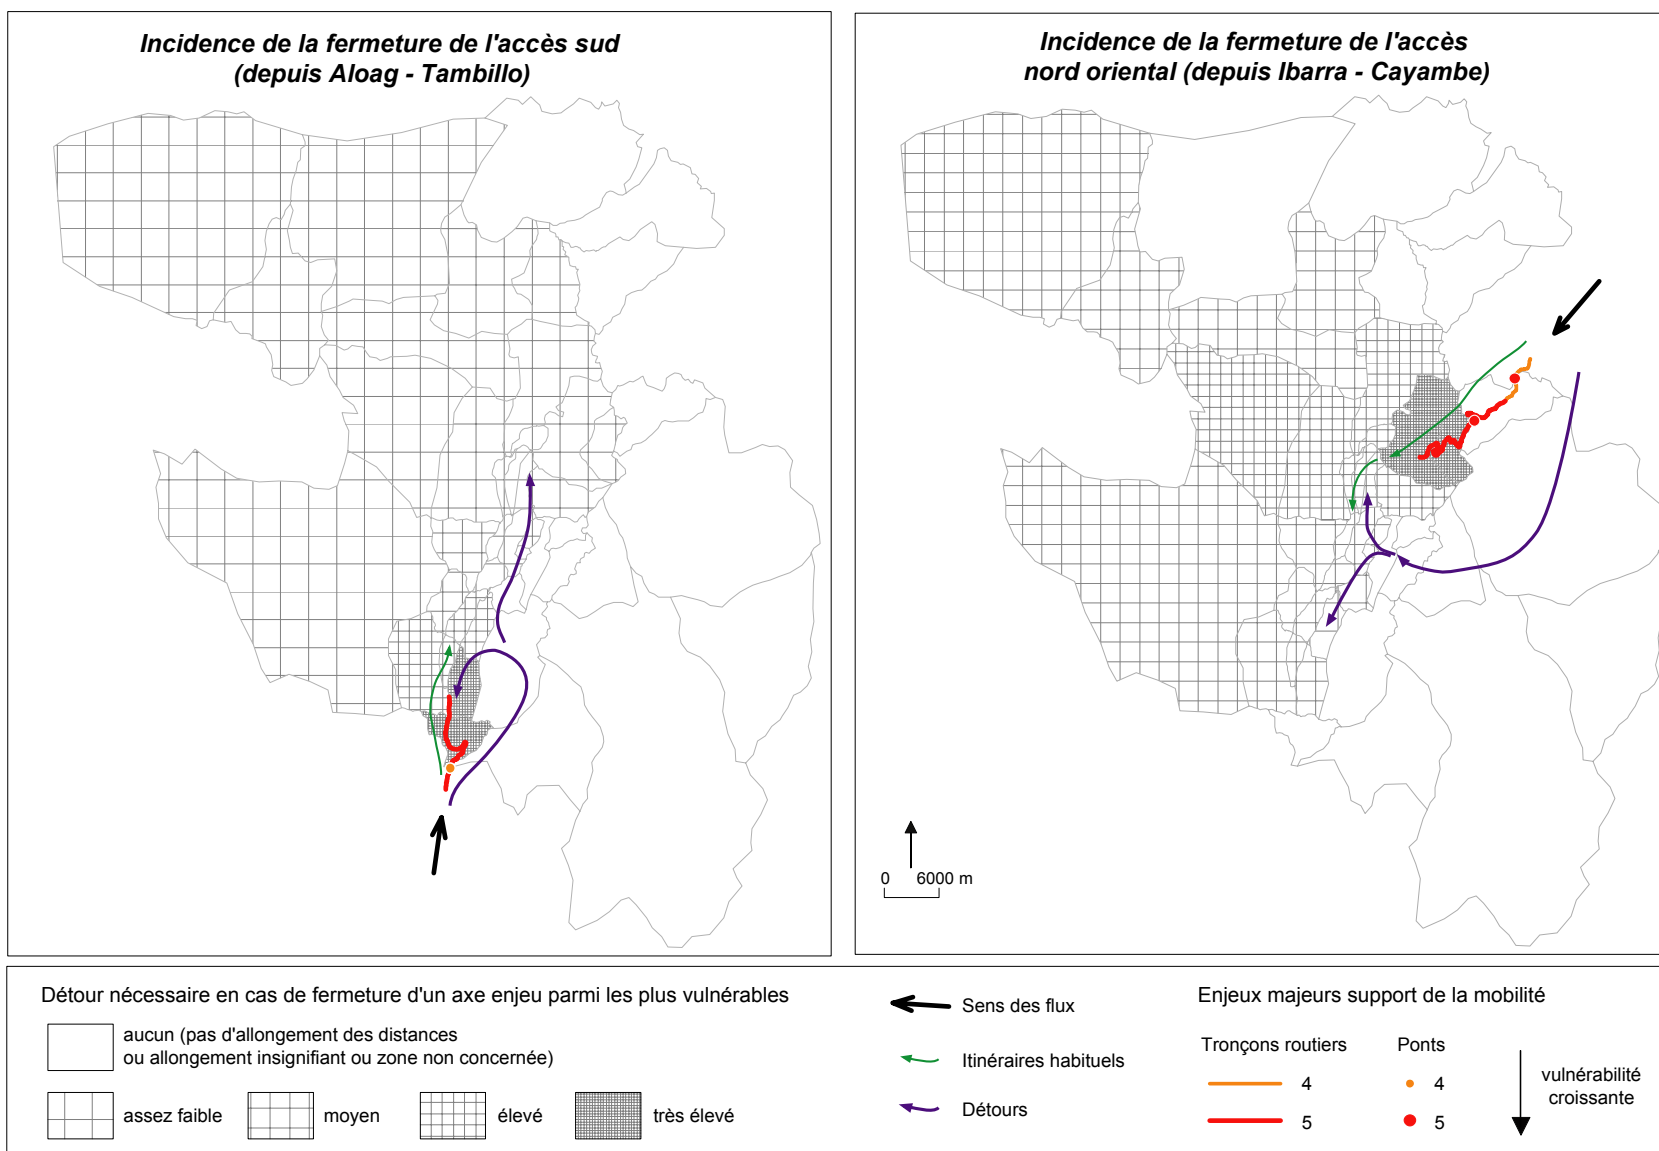 Incidence de la fermeture de l'accès sud
(depuis Aloag - Tambillo)
Incidence de la fermeture de l'accès
nord oriental (depuis Ibarra - Cayambe)
0 6000 m
Détour nécessaire en cas de fermeture d'un axe enjeu parmi les plus vulnérables
aucun (pas d'allongement des distances
ou allongement insignifiant ou zone non concernée)
assez faible
moyen
élevé
très élevé
Sens des flux
Itinéraires habituels
Détours
Enjeux majeurs support de la mobilité
Tronçons routiers
Ponts
4
4
5
5
vulnérabilité
croissante